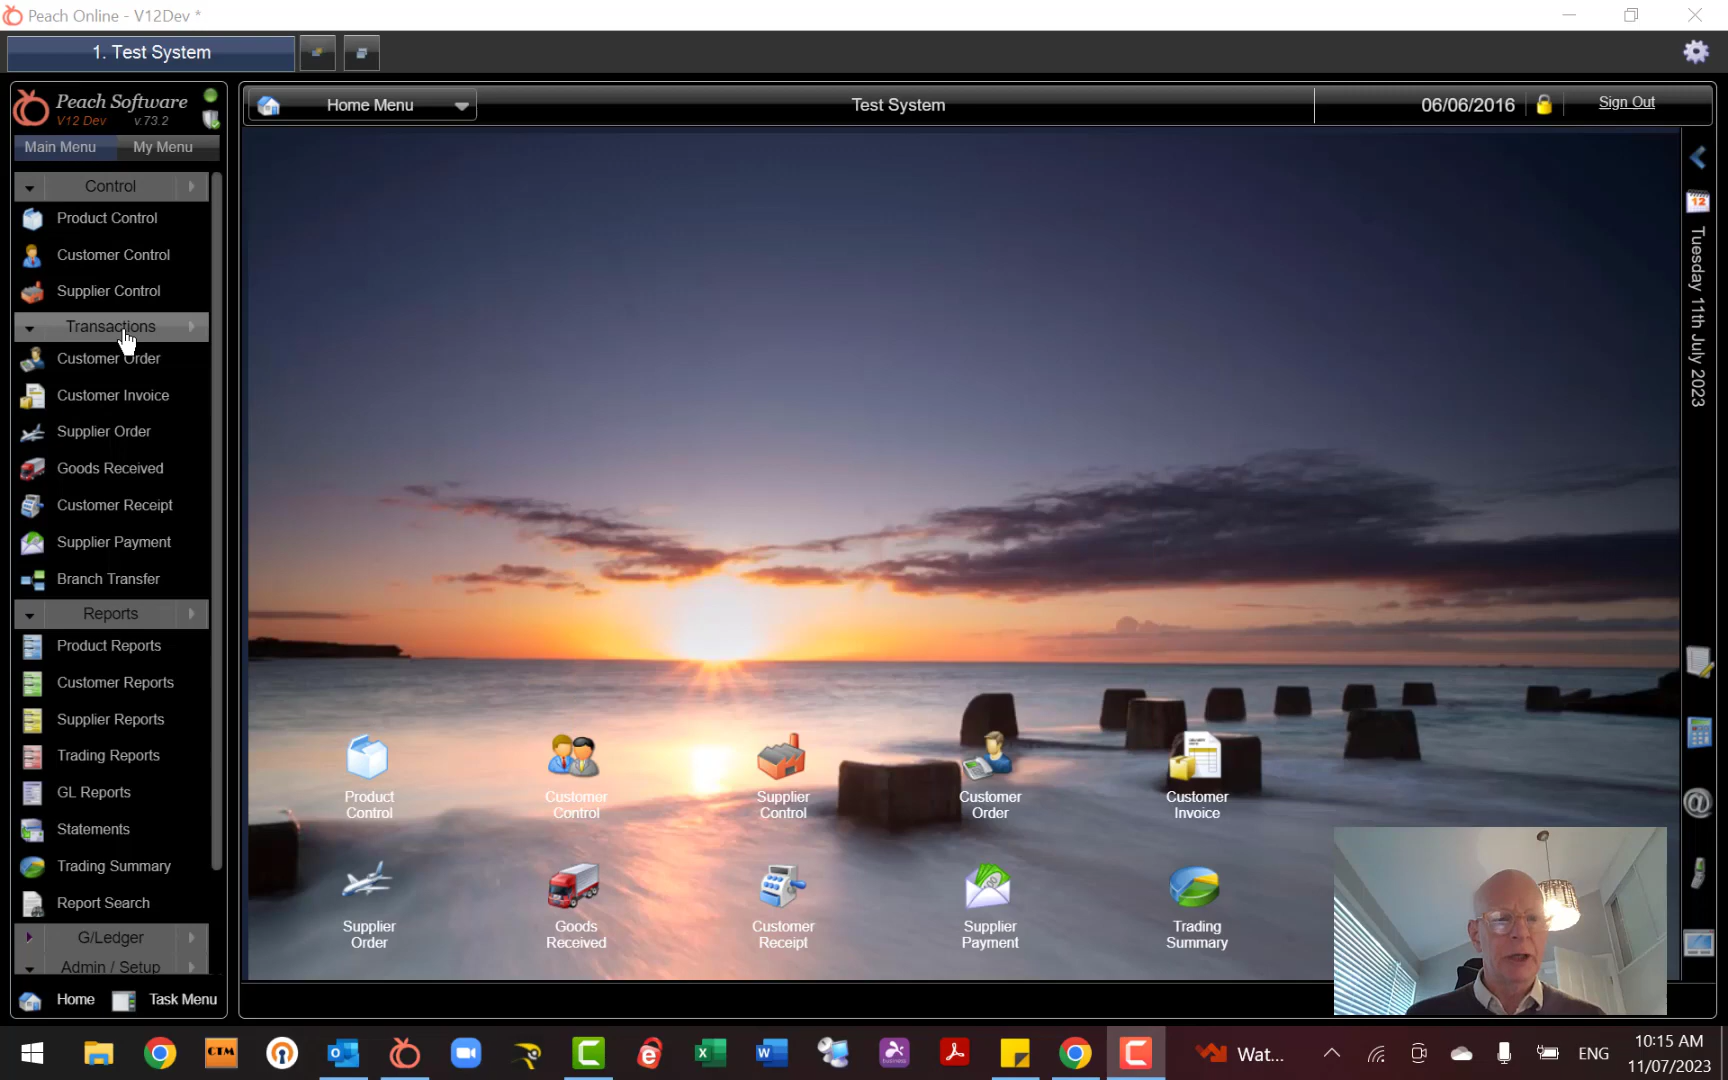 Peach Online - V12Dev *
1. Test System
Peach Software
V12 Dev v.73.2
Main Menu My Menu
Home Menu
Test System
06/06/2016
Sign Out
Control
Product Control
Customer Control
Supplier Control
Transactions
Customer Order
Customer Invoice
Supplier Order
Goods Received
Customer Receipt
Supplier Payment
Branch Transfer
Reports
Product Reports
Customer Reports
Supplier Reports
Trading Reports
GL Reports
Statements
Trading Summary
Report Search
G/Ledger
Admin / Setup
Home Task Menu
12
Tuesday 11th July 2023
Product
Control
Customer
Control
Supplier
Control
Customer
Order
Customer
Invoice
Supplier
Order
Goods
Received
Customer
Receipt
Supplier
Payment
Trading
Summary
CTM
Wat...
ENG
10:15 AM
11/07/2023